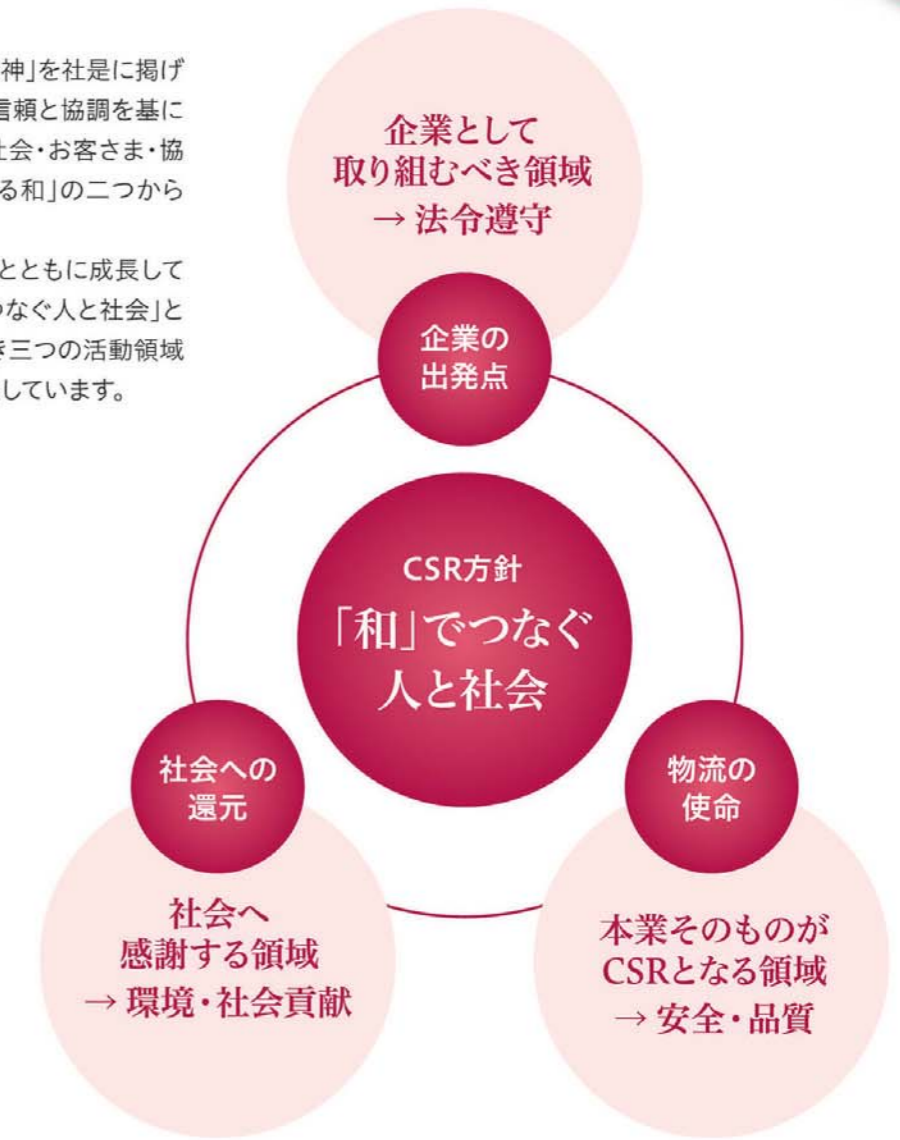 神」を社是に掲げ
信頼と協調を基に
社会・お客さま・協
る和」の二つから
とともに成長して
つなぐ人と社会」と
き三つの活動領域
しています。
企業として
取り組むべき領域
→ 法令遵守
企業の
出発点
CSR方針
「和」でつなぐ
人と社会
社会への
還元
物流の
使命
社会へ
感謝する領域
→ 環境・社会貢献
本業そのものが
CSRとなる領域
→ 安全・品質